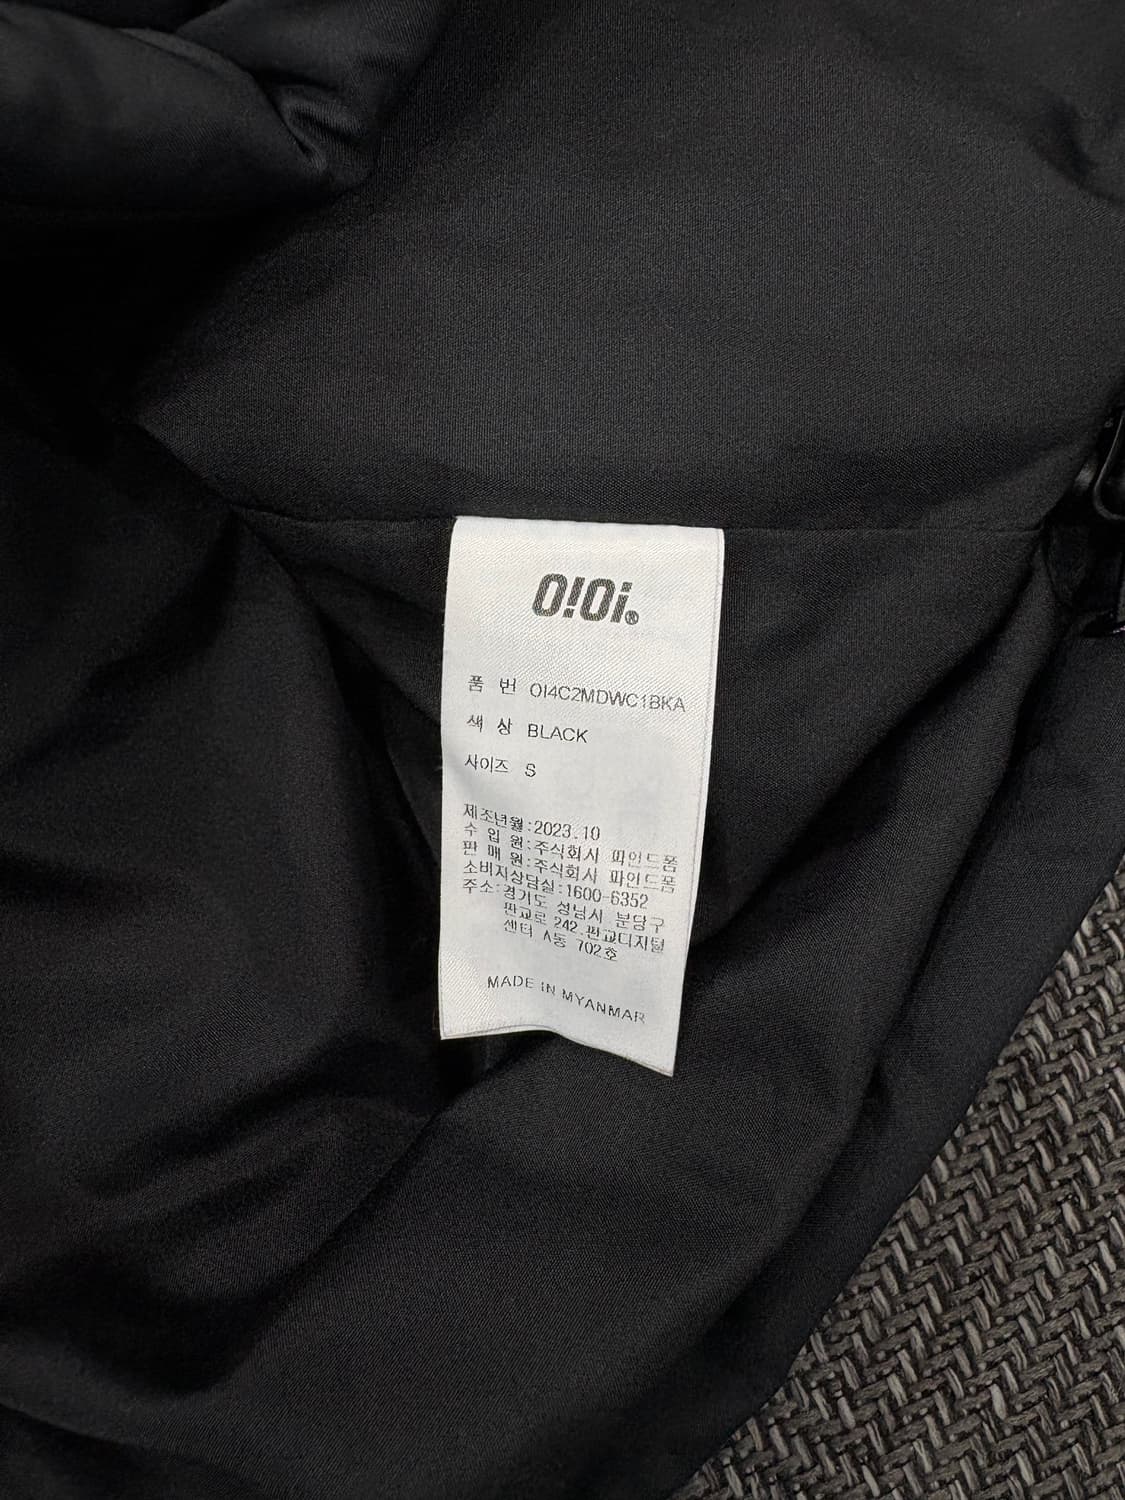 O!Oi®
품 번 OI4C2MDWC1BKA
색 상 BLACK
사이즈 S
제조년월:2023.10
수 입 원:주식회사 파인드폼
판 매 원:주식회사 파인드폼
소비자상담실:1600-6352
주소:경기도 성남시 분당구
판교로 242.판교디지털
센터 A동 702호
MADE IN MYANMAR